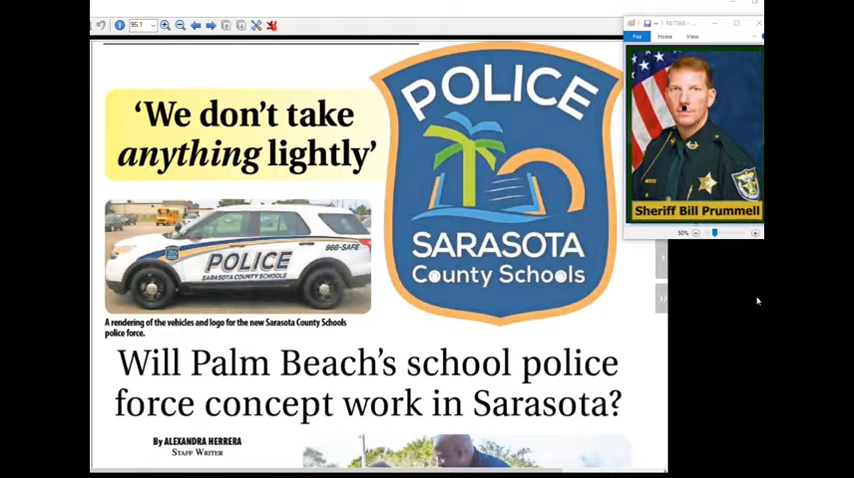 95.1
File Home View
‘We don’t take
anything lightly’
POLICE
SARASOTA
County Schools
Sheriff Bill Prummell
50%
966-SAFE
POLICE
SARASOTA COUNTY SCHOOLS
A rendering of the vehicles and logo for the new Sarasota County Schools
police force.
Will Palm Beach’s school police
force concept work in Sarasota?
By ALEXANDRA HERRERA
STAFF WRITER